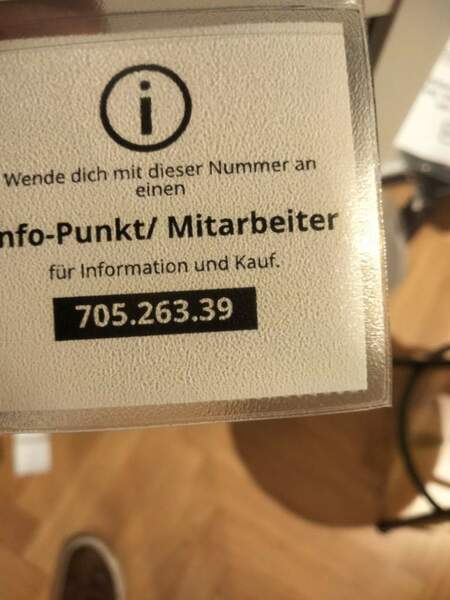 i
Wende dich mit dieser Nummer an
einen
nfo-Punkt/ Mitarbeiter
für Information und Kauf.
705.263.39